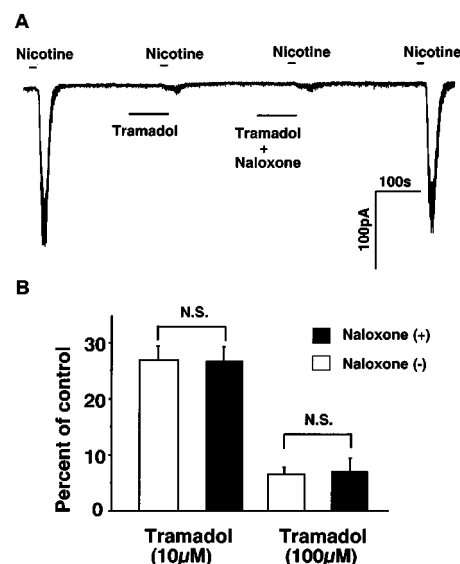 A
Nicotine Nicotine Nicotine Nicotine
Tramadol
Tramadol
+
Naloxone
100s
100pA
B
N.S.
Naloxone (+)
Naloxone (-)
N.S.
Percent of control
30
20
10
0
Tramadol
(10µM)
Tramadol
(100µM)